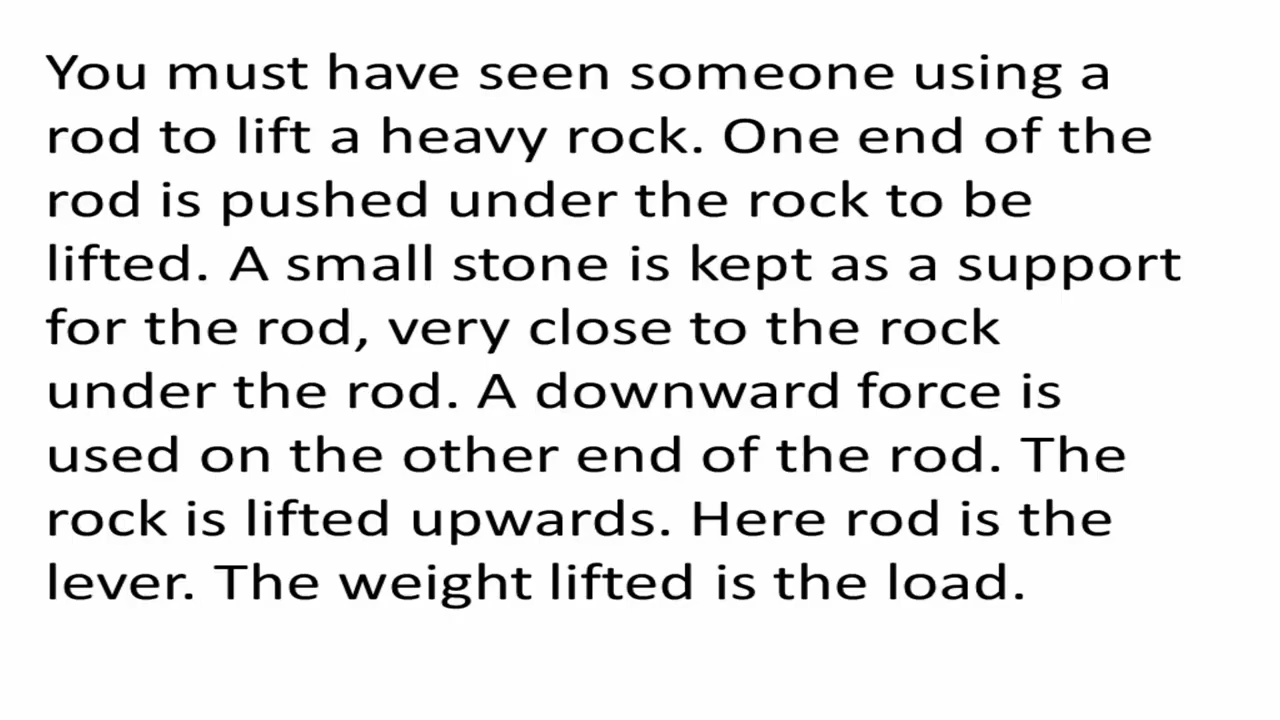 You must have seen someone using a
rod to lift a heavy rock. One end of the
rod is pushed under the rock to be
lifted. A small stone is kept as a support
for the rod, very close to the rock
under the rod. A downward force is
used on the other end of the rod. The
rock is lifted upwards. Here rod is the
lever. The weight lifted is the load.